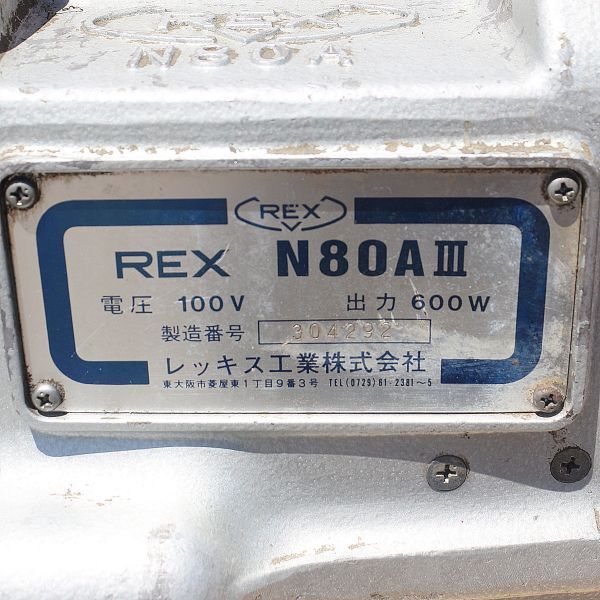 REX
N80A
REX
REX N80AⅢ
電圧 100V 出力 600W
製造番号 304292
レッキス工業株式会社
東大阪市菱屋東1丁目9番3号 TEL(0729)61-2381～5